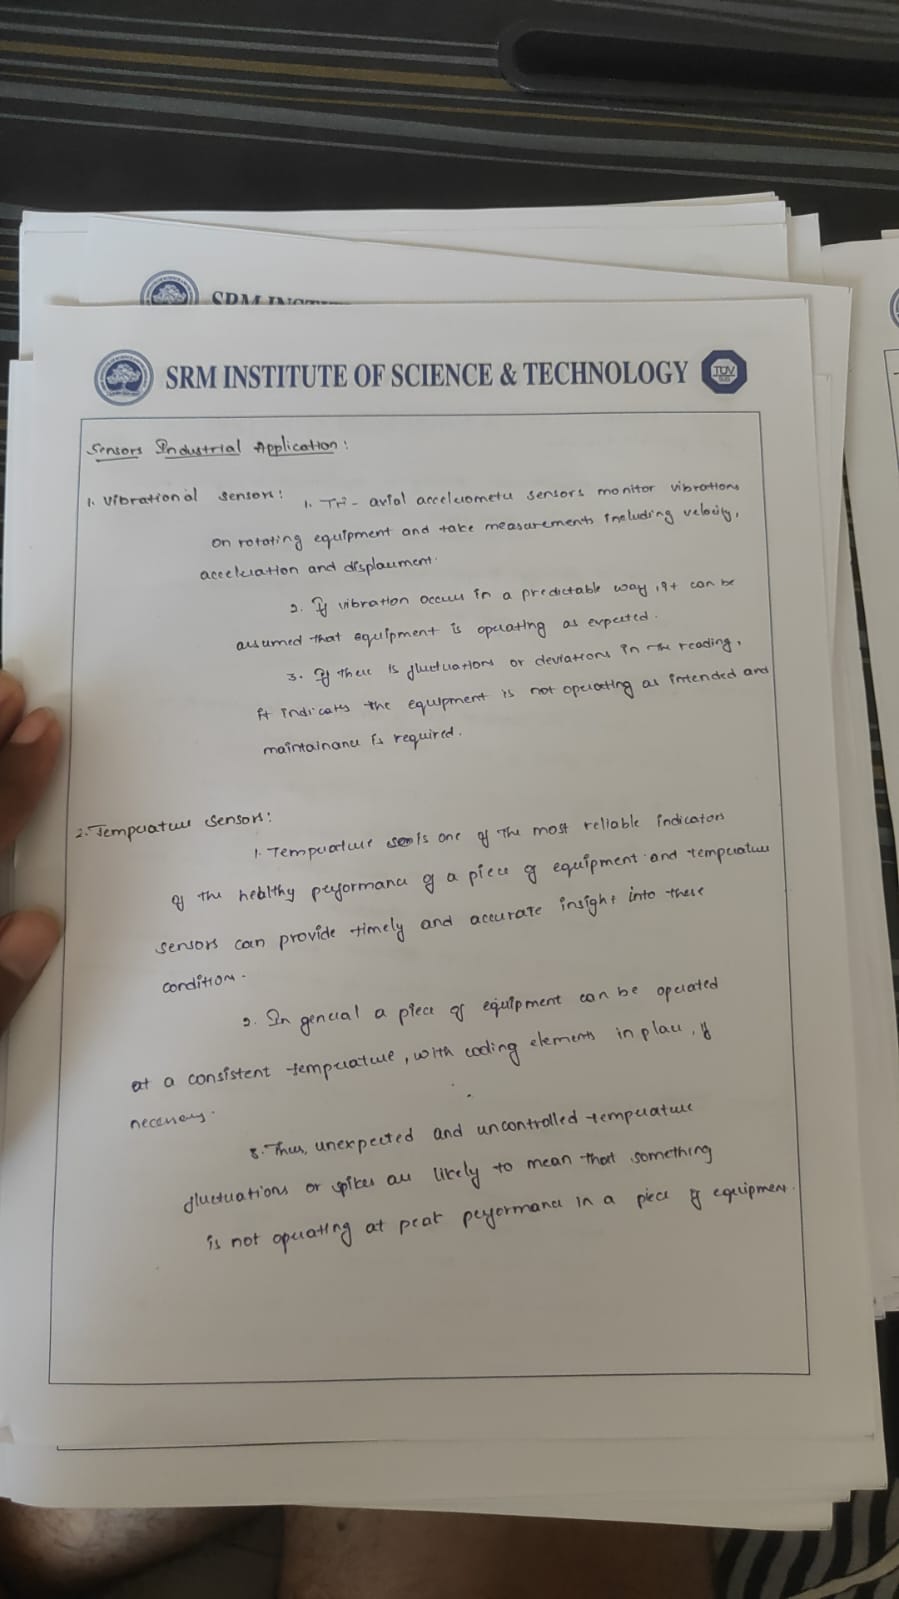 SRM INSTITUTE OF SCIENCE & TECHNOLOGY
TÜV
Sensors Industrial Application:
1. Vibrational sensors:
1. Tri-axial accelerometer sensors monitor vibrations
on rotating equipment and take measurements including velocity,
acceleration and displacement.
2. If vibration occurs in a predictable way, it can be
assumed that equipment is operating as expected.
3. If there is fluctuations or deviations in the reading,
it indicates the equipment is not operating as intended and
maintainance is required.
2. Temperature sensors:
1. Temperature is one of the most reliable indicators
of the healthy performance of a piece of equipment and temperature
sensors can provide timely and accurate insight into these
condition.
2. In general a piece of equipment can be operated
at a consistent temperature, with cooling elements in place, if
necessary.
3. Thus, unexpected and uncontrolled temperature
fluctuations or spikes are likely to mean that something
is not operating at peak performance in a piece of equipment.